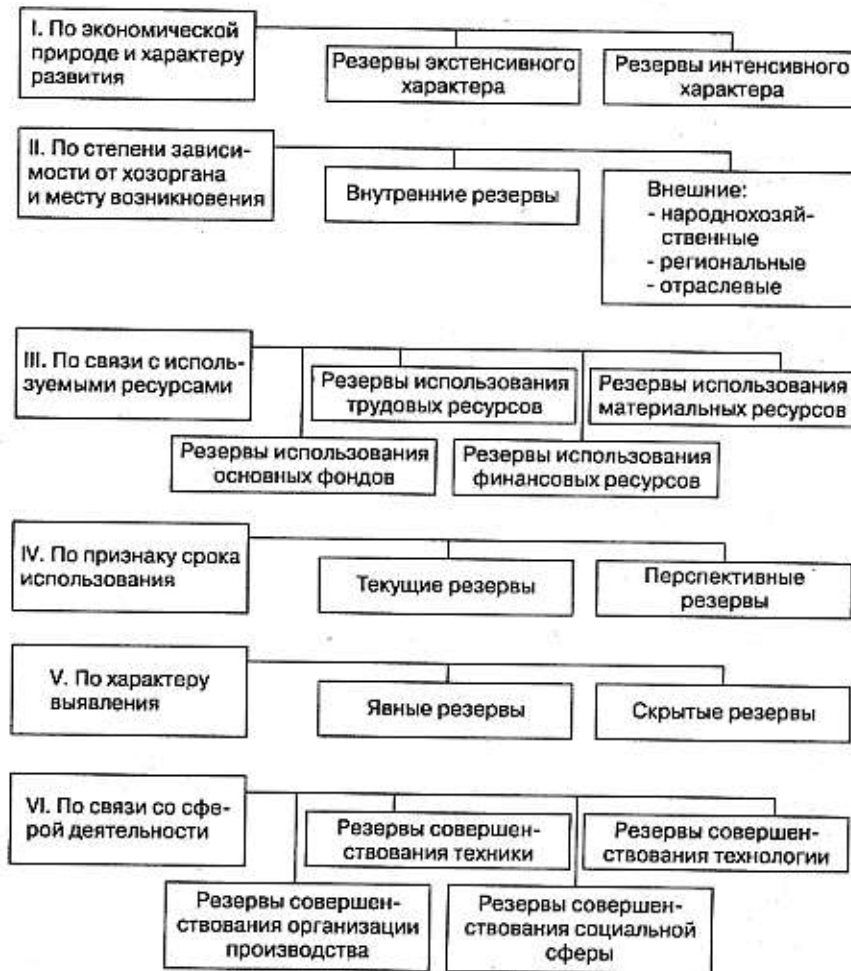 I. По экономической
природе и характеру
развития
Резервы экстенсивного
характера
Резервы интенсивного
характера
II. По степени зависи-
мости от хозоргана
и месту возникновения
Внутренние резервы
Внешние:
- народнохозяй-
ственные
- региональные
- отраслевые
III. По связи с исполь-
зуемыми ресурсами
Резервы использования
трудовых ресурсов
Резервы использования
материальных ресурсов
Резервы использования
основных фондов
Резервы использования
финансовых ресурсов
IV. По признаку срока
использования
Текущие резервы
Перспективные
резервы
V. По характеру
выявления
Явные резервы
Скрытые резервы
VI. По связи со сфе-
рой деятельности
Резервы совершен-
ствования техники
Резервы совершен-
ствования технологии
Резервы совершен-
ствования организации
производства
Резервы совершен-
ствования социальной
сферы